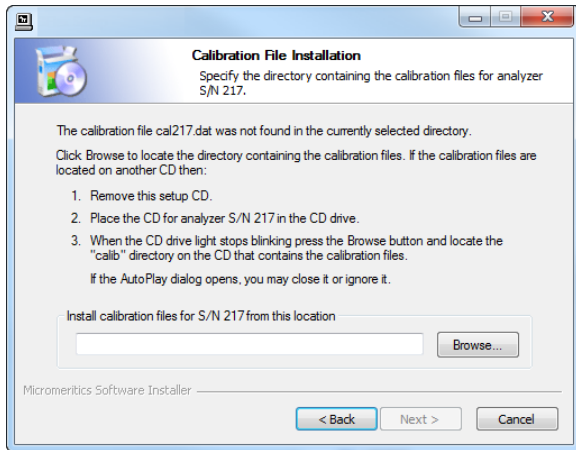 Calibration File Installation
Specify the directory containing the calibration files for analyzer
S/N 217.
The calibration file cal217.dat was not found in the currently selected directory.
Click Browse to locate the directory containing the calibration files. If the calibration files are
located on another CD then:
1. Remove this setup CD.
2. Place the CD for analyzer S/N 217 in the CD drive.
3. When the CD drive light stops blinking press the Browse button and locate the
"calib" directory on the CD that contains the calibration files.
If the AutoPlay dialog opens, you may close it or ignore it.
Install calibration files for S/N 217 from this location
Browse...
Micromeritics Software Installer
< Back Next > Cancel